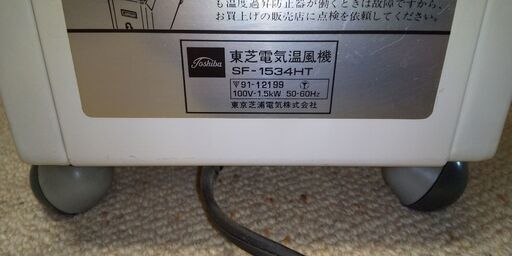 も温度過昇防止器が働くときは故障ですから、
お買上げの販売店に点検を依頼してください。
Toshiba
東芝電気温風機
SF-1534HT
91-12199
100V-1.5kW 50-60Hz
東京芝浦電気株式会社